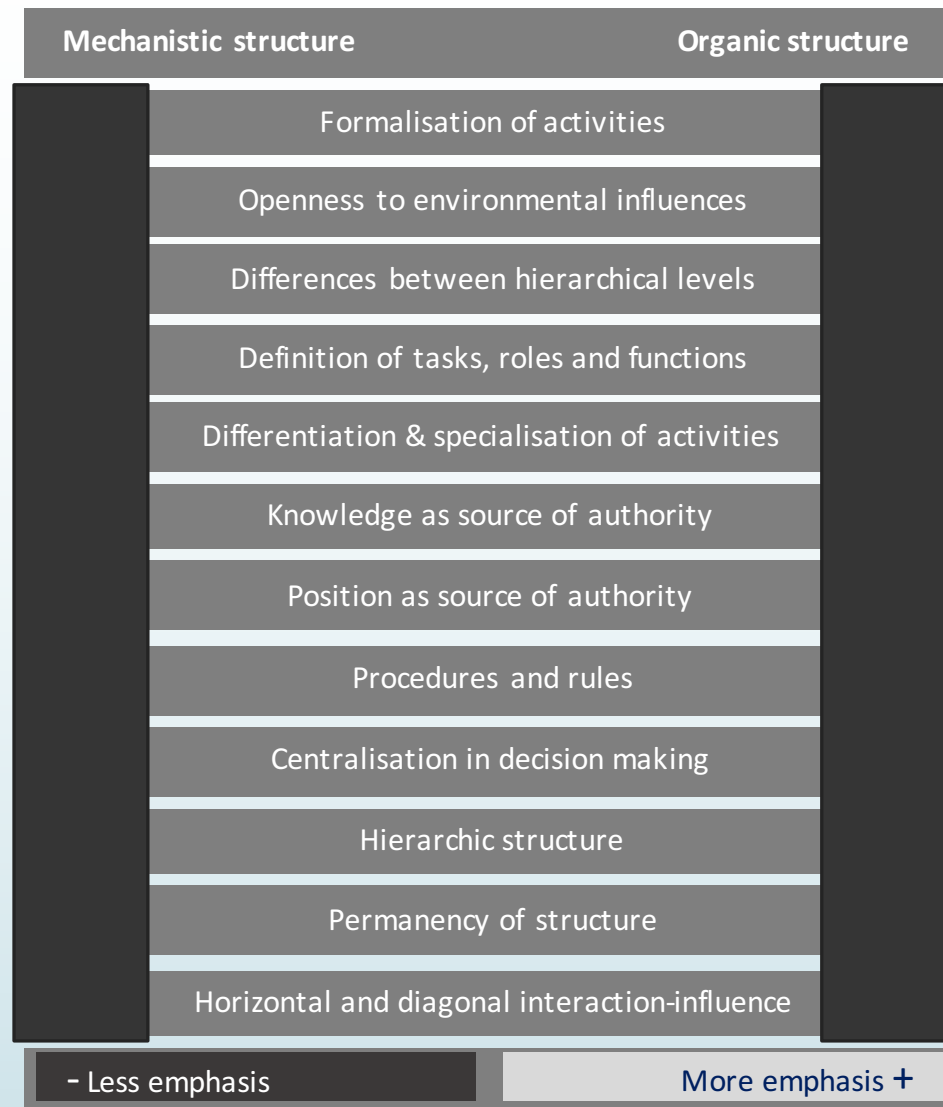 Mechanistic structure Organic structure
Formalisation of activities
Openness to environmental influences
Differences between hierarchical levels
Definition of tasks, roles and functions
Differentiation & specialisation of activities
Knowledge as source of authority
Position as source of authority
Procedures and rules
Centralisation in decision making
Hierarchic structure
Permanency of structure
Horizontal and diagonal interaction-influence
- Less emphasis More emphasis +